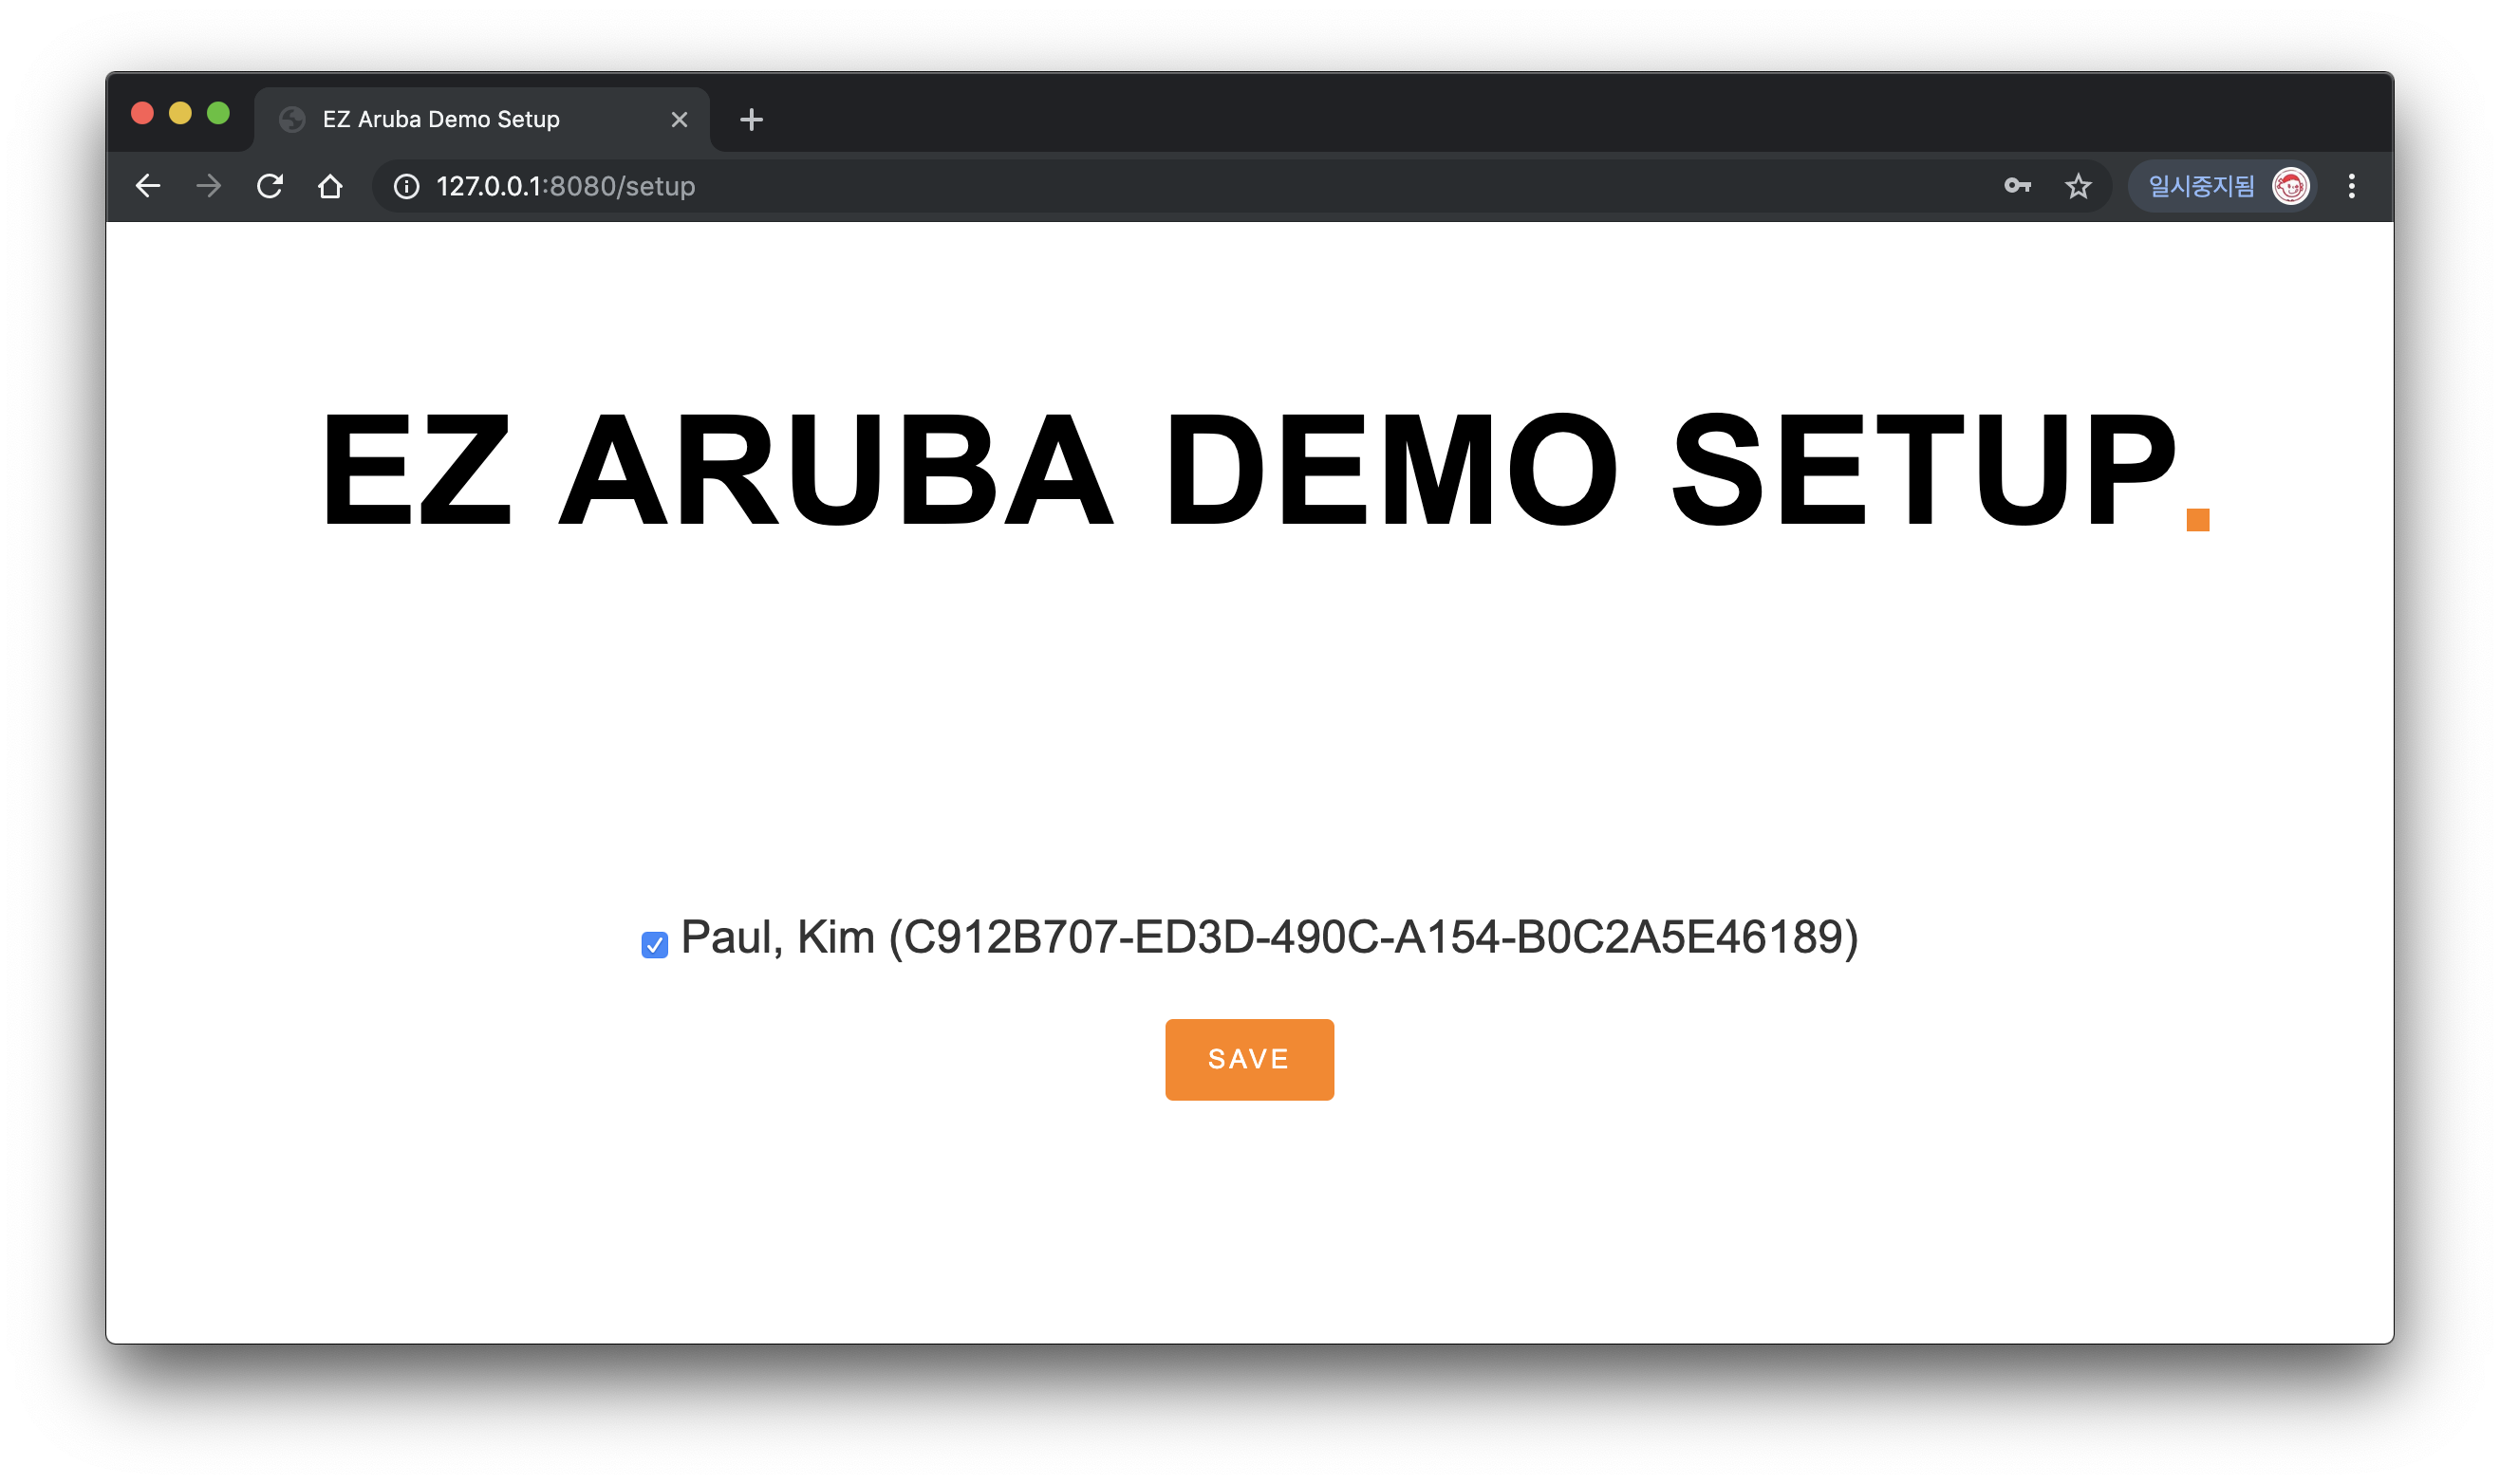 EZ Aruba Demo Setup
127.0.0.1:8080/setup
일시중지됨
EZ ARUBA DEMO SETUP.
Paul, Kim (C912B707-ED3D-490C-A154-B0C2A5E46189)
SAVE